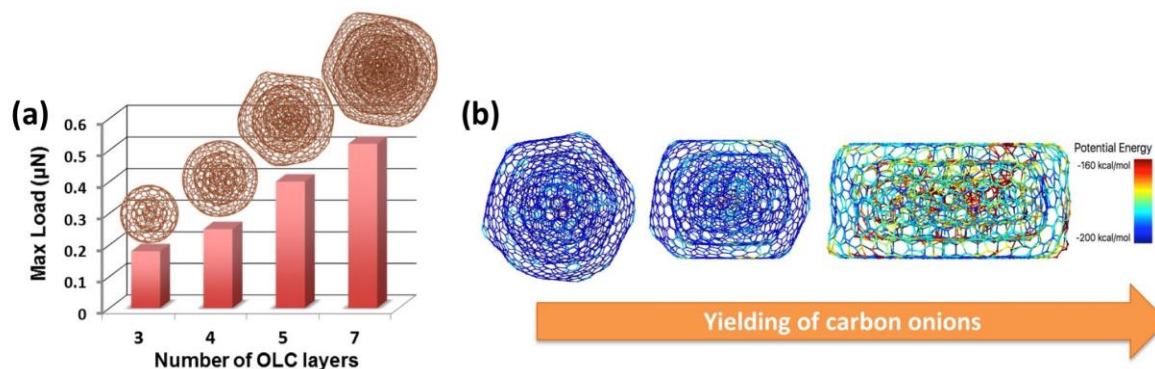 (a)
Max Load (µN)
0.6
0.5
0.4
0.3
0.2
0.1
0
3 4 5 7
Number of OLC layers
(b)
Potential Energy
-160 kcal/mol
-200 kcal/mol
Yielding of carbon onions